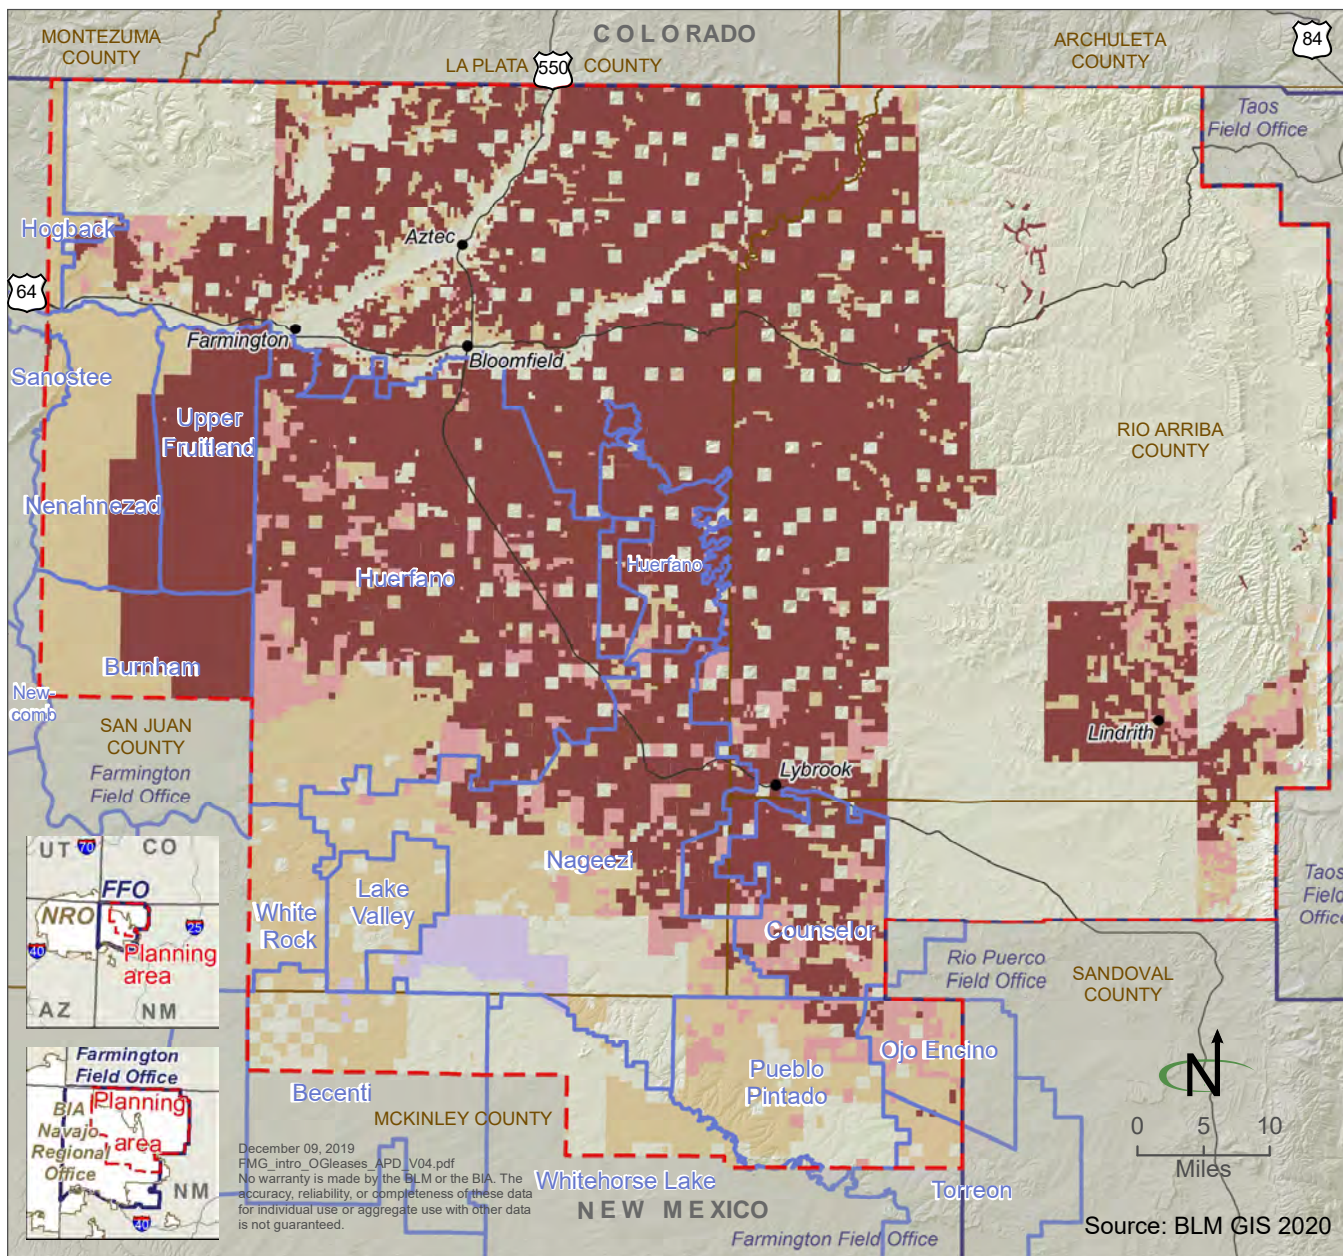 COLORADO
MONTEZUMA
COUNTY
LA PLATA
550
COUNTY
ARCHULETA
COUNTY
84
Taos
Field Office
Hogback
Aztec
64
Farmington
Bloomfield
Sanostee
Upper
Fruitland
RIO ARRIBA
COUNTY
Nenahnezad
Huerfano
Huerfano
Burnham
New-
comb
SAN JUAN
COUNTY
Farmington
Field Office
Lindrith
Lybrook
Nageezi
Lake
Valley
White
Rock
Counselor
Taos
Field
Office
Rio Puerco
Field Office
SANDOVAL
COUNTY
UT
70
CO
FFO
NRO
25
40
Planning
area
AZ
NM
Ojo Encino
Pueblo
Pintado
Becenti
MCKINLEY COUNTY
N
0 5 10
Miles
Farmington
Field Office
BIA
Navajo
Regional
Office
Planning
area
NM
40
December 09, 2019
FMG_intro_OGleases_APD_V04.pdf
No warranty is made by the BLM or the BIA. The
accuracy, reliability, or completeness of these data
for individual use or aggregate use with other data
is not guaranteed.
Whitehorse Lake
Torreon
NEW MEXICO
Farmington Field Office
Source: BLM GIS 2020